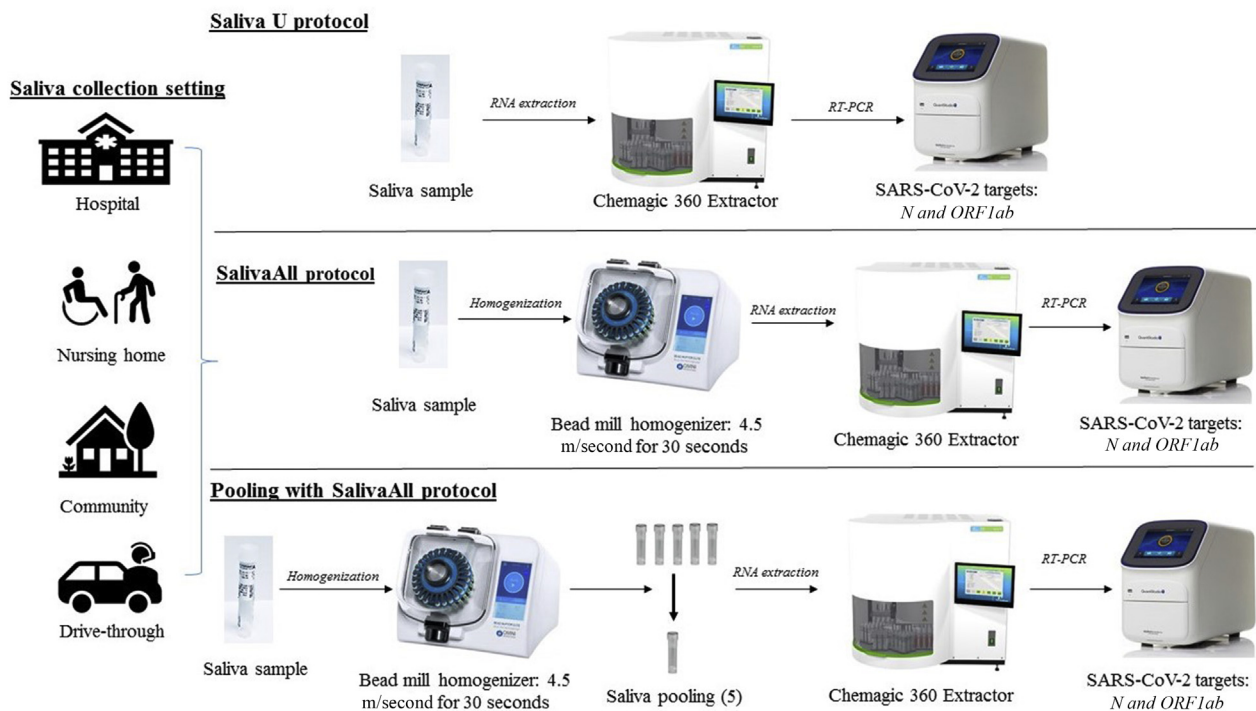 Saliva U protocol
Saliva collection setting
Hospital
Nursing home
Community
Drive-through
Saliva sample
RNA extraction
Chemagic 360 Extractor
RT-PCR
SARS-CoV-2 targets:
N and ORF1ab
SalivaAll protocol
Saliva sample
Homogenization
Bead mill homogenizer: 4.5
m/second for 30 seconds
RNA extraction
Chemagic 360 Extractor
RT-PCR
SARS-CoV-2 targets:
N and ORF1ab
Pooling with SalivaAll protocol
Saliva sample
Homogenization
Bead mill homogenizer: 4.5
m/second for 30 seconds
Saliva pooling (5)
RNA extraction
Chemagic 360 Extractor
RT-PCR
SARS-CoV-2 targets:
N and ORF1ab